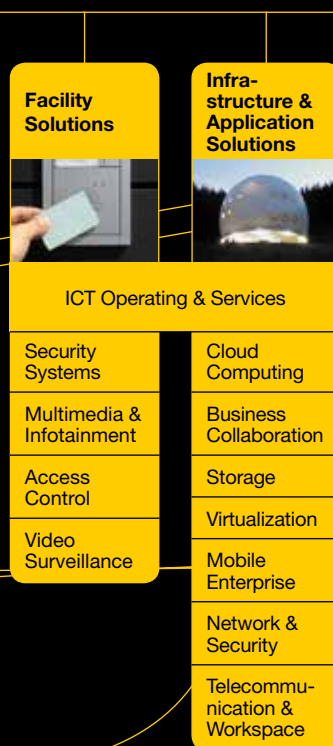 Facility
Solutions
Infra-
structure &
Application
Solutions
ICT Operating & Services
Security
Systems
Multimedia &
Infotainment
Access
Control
Video
Surveillance
Cloud
Computing
Business
Collaboration
Storage
Virtualization
Mobile
Enterprise
Network &
Security
Telecommu-
nication &
Workspace